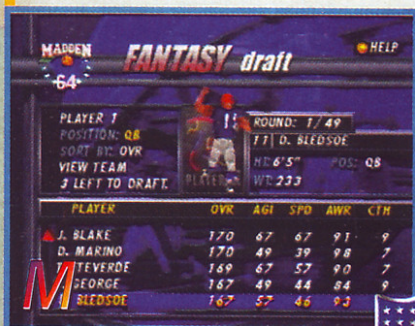 MADDEN
64
FANTASY draft
HELP
PLAYER 1
POSITION: QB
SORT BY: OVR
VIEW TEAM
3 LEFT TO DRAFT.
PLAYER
ROUND: 1/49
11 D. BLEDSOE
HT: 6'5" POS: QB
WT: 233
PLAYER OVR AGI SPD AWR CTH
J. BLAKE 170 67 67 91 9
D. MARINO 170 49 39 98 7
TEVERDE 169 67 57 90 7
GEORGE 167 49 44 84 9
BLEDSOE 167 57 46 93
M